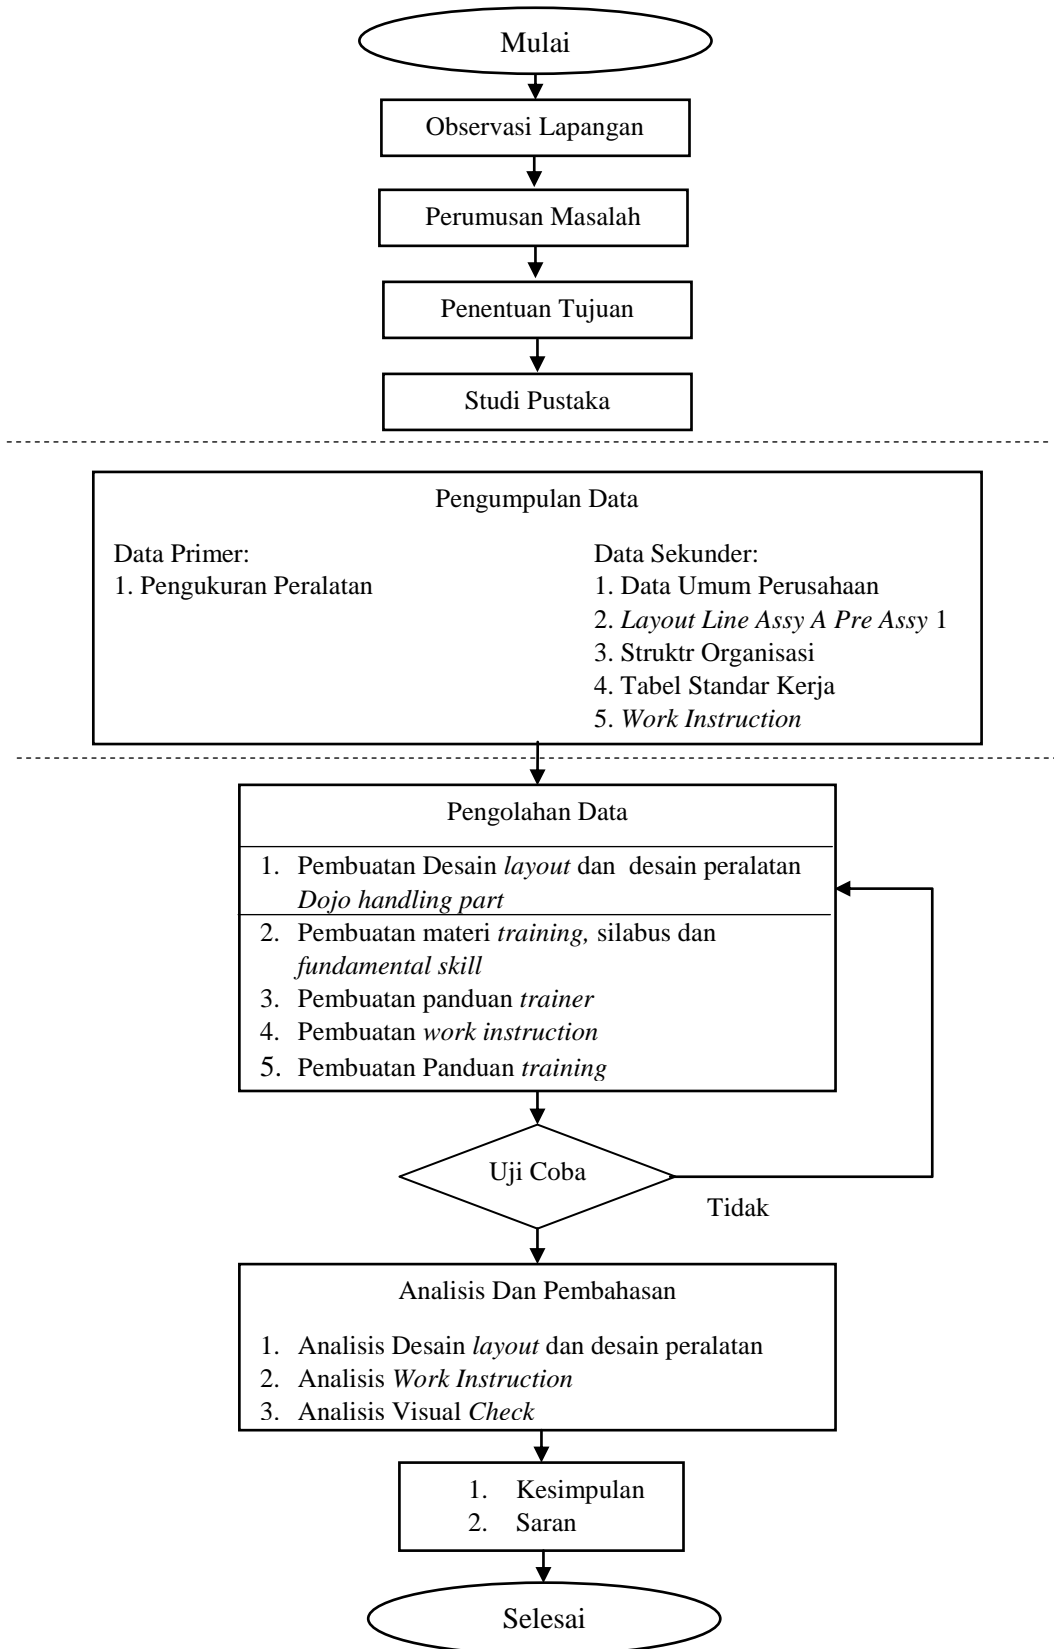 Mulai
Observasi Lapangan
Perumusan Masalah
Penentuan Tujuan
Studi Pustaka
Pengumpulan Data
Data Primer:
1. Pengukuran Peralatan
Data Sekunder:
1. Data Umum Perusahaan
2. Layout Line Assy A Pre Assy 1
3. Struktr Organisasi
4. Tabel Standar Kerja
5. Work Instruction
Pengolahan Data
1. Pembuatan Desain layout dan desain peralatan
Dojo handling part
2. Pembuatan materi training, silabus dan
fundamental skill
3. Pembuatan panduan trainer
4. Pembuatan work instruction
5. Pembuatan Panduan training
Uji Coba
Tidak
Analisis Dan Pembahasan
1. Analisis Desain layout dan desain peralatan
2. Analisis Work Instruction
3. Analisis Visual Check
1. Kesimpulan
2. Saran
Selesai